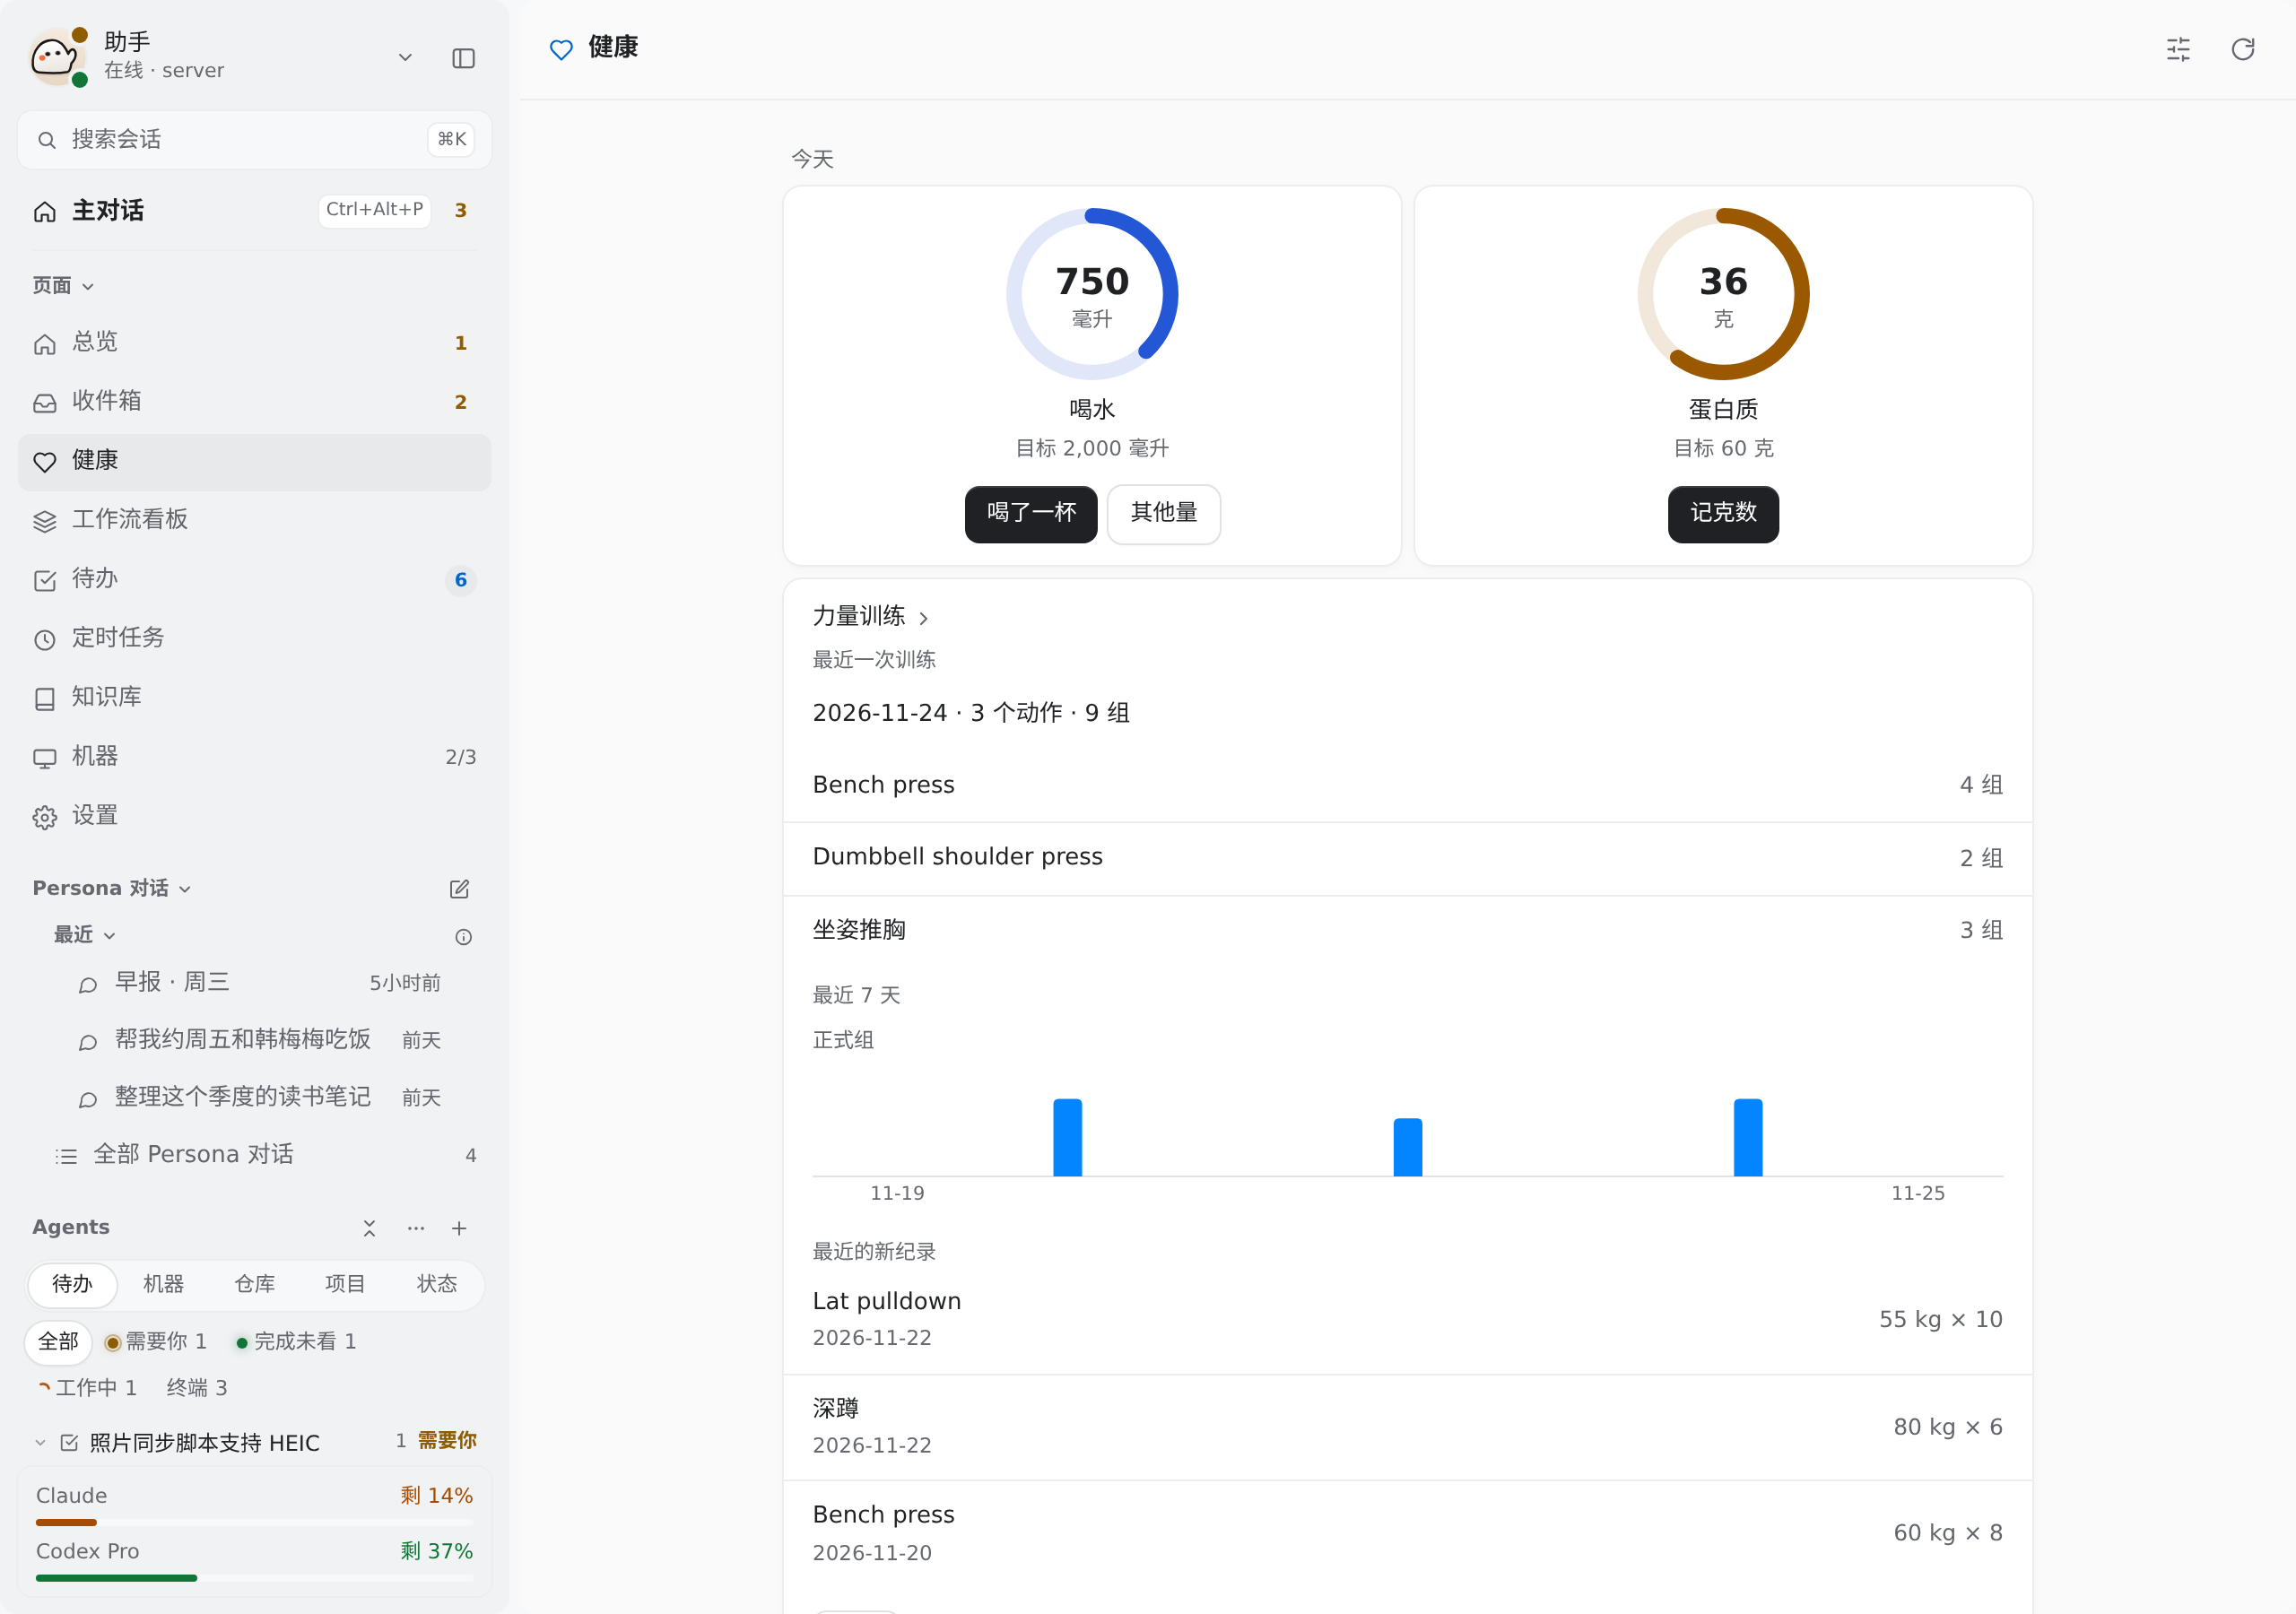 助手
在线 · server
搜索会话
⌘K
主对话
Ctrl+Alt+P
3
页面
总览
1
收件箱
2
健康
工作流看板
待办
6
定时任务
知识库
机器
2/3
设置
Persona 对话
最近
早报 · 周三
5小时前
帮我约周五和韩梅梅吃饭
前天
整理这个季度的读书笔记
前天
全部 Persona 对话
4
Agents
待办
机器
仓库
项目
状态
全部
需要你 1
完成未看 1
工作中 1
终端 3
照片同步脚本支持 HEIC
1 需要你
Claude
剩 14%
Codex Pro
剩 37%
健康
今天
750
毫升
喝水
目标 2,000 毫升
喝了一杯
其他量
36
克
蛋白质
目标 60 克
记克数
力量训练
最近一次训练
2026-11-24 · 3 个动作 · 9 组
Bench press
4 组
Dumbbell shoulder press
2 组
坐姿推胸
3 组
最近 7 天
正式组
11-19
11-25
最近的新纪录
Lat pulldown
2026-11-22
55 kg × 10
深蹲
2026-11-22
80 kg × 6
Bench press
2026-11-20
60 kg × 8